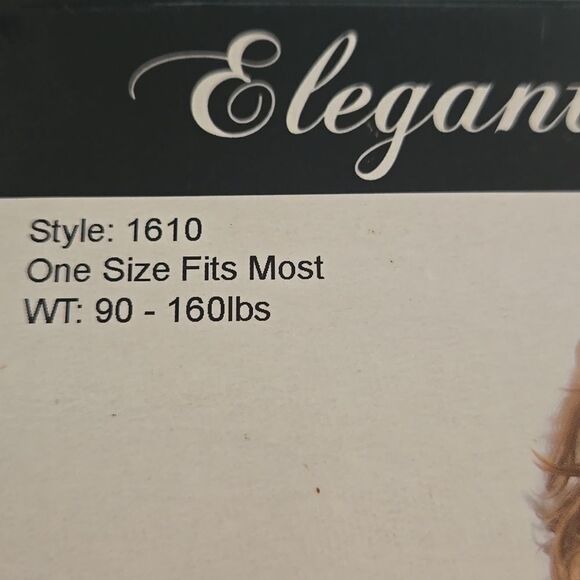 Elegant
Style: 1610
One Size Fits Most
WT: 90 - 160lbs